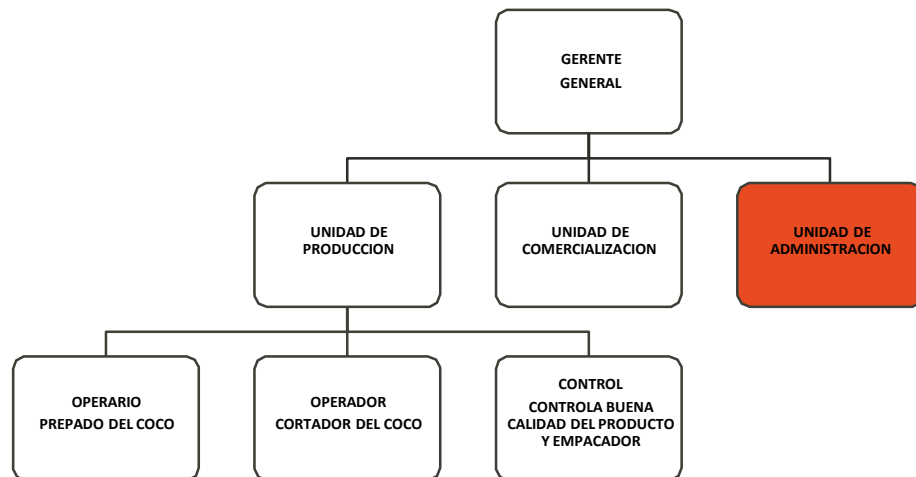 GERENTE
GENERAL
UNIDAD DE
PRODUCCION
UNIDAD DE
COMERCIALIZACION
UNIDAD DE
ADMINISTRACION
OPERARIO
PREPADO DEL COCO
OPERADOR
CORTADOR DEL COCO
CONTROL
CONTROLA BUENA
CALIDAD DEL PRODUCTO
Y EMPACADOR